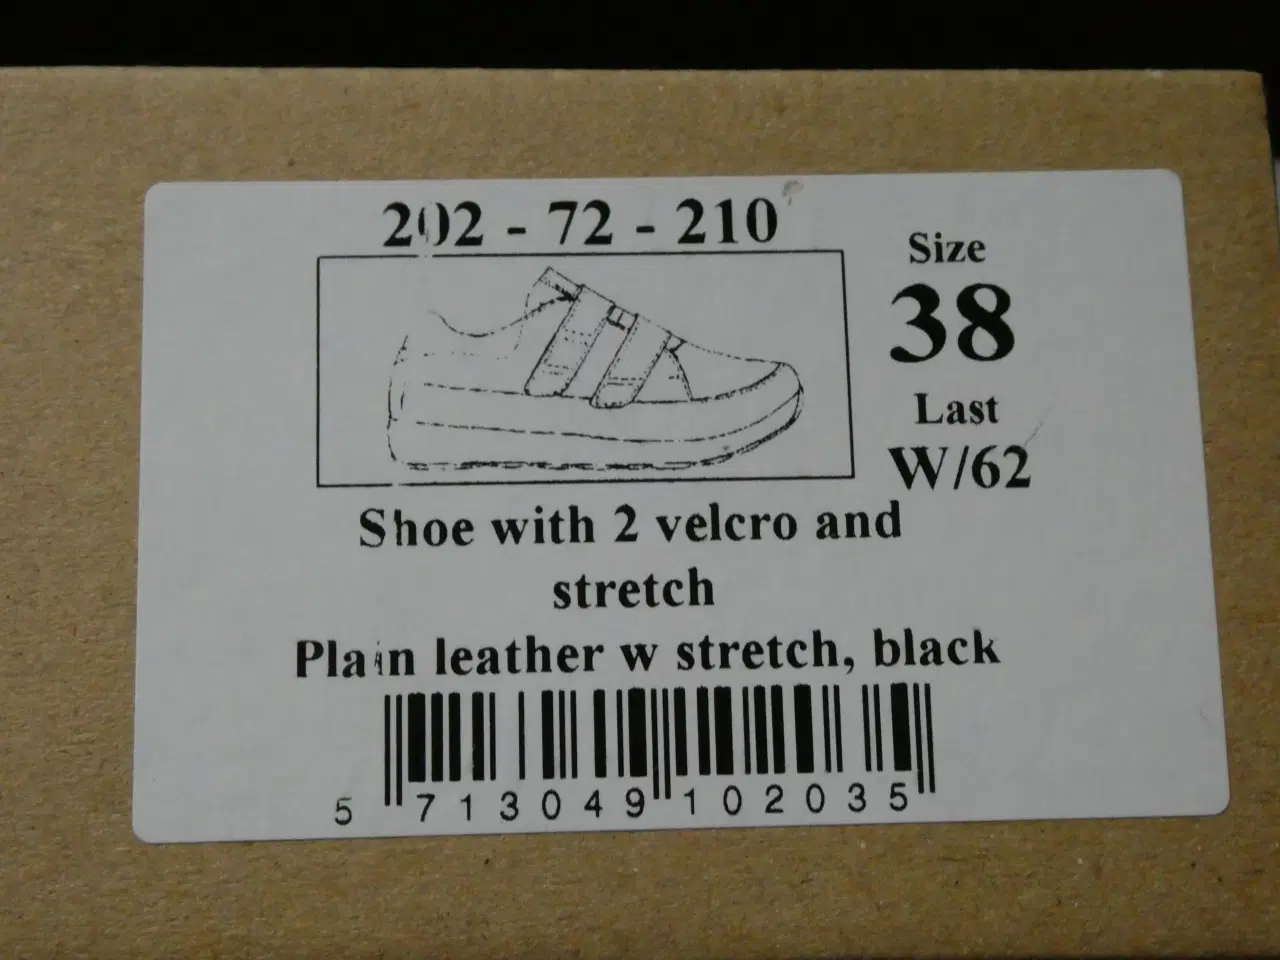 202 - 72 - 210
Size
38
Last
W/62
Shoe with 2 velcro and
stretch
Plain leather w stretch, black
5 713049 102035